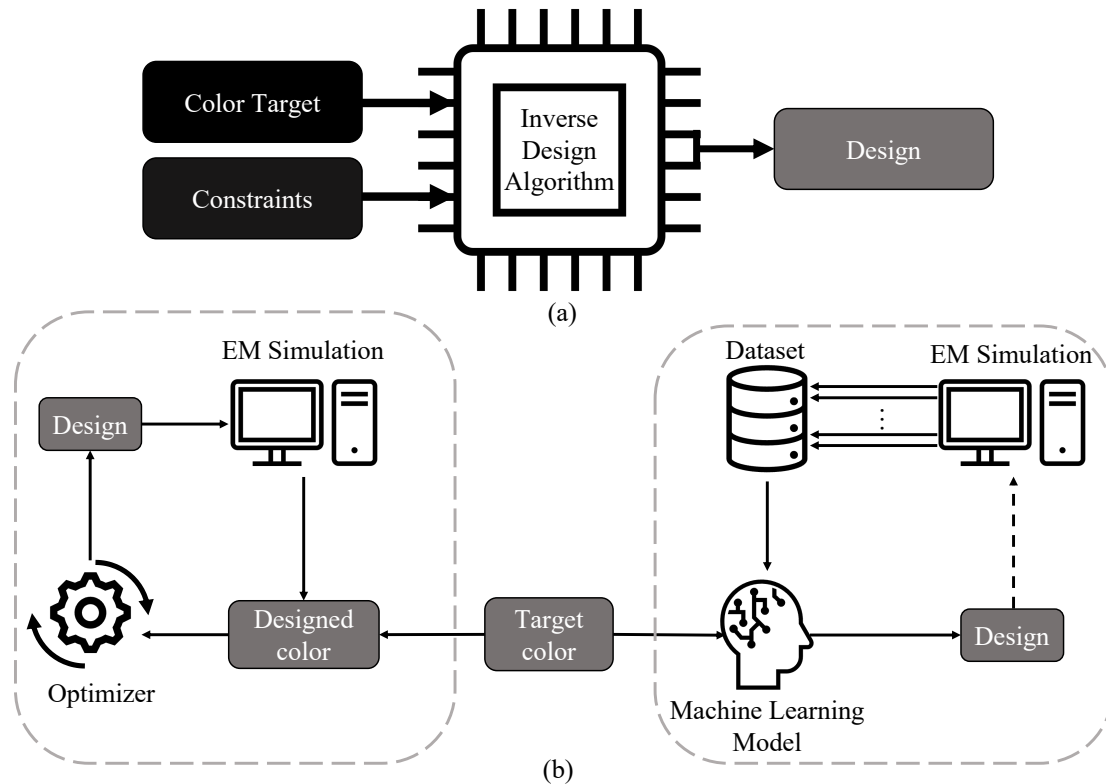 Color Target
Constraints
Inverse
Design
Algorithm
Design
(a)
EM Simulation
Design
Designed
color
Optimizer
Target
color
Dataset
EM Simulation
Design
Machine Learning
Model
(b)